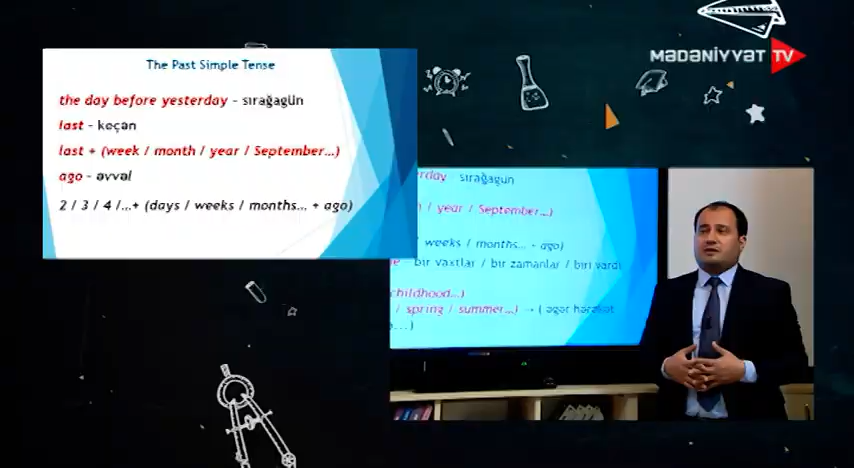 MƏDƏNİYYƏT TV
The Past Simple Tense
the day before yesterday – sırağagün
last – keçən
last + (week / month / year / September...)
ago – əvvəl
2 / 3 / 4 /...+ (days / weeks / months... + ago)
rday – sırağagün
/ year / September...)
weeks / months... + ago)
– bir vaxtlar / bir zamanlar / biri vardı
childhood...)
/ spring / summer...) → ( əgər hərəkət
...)